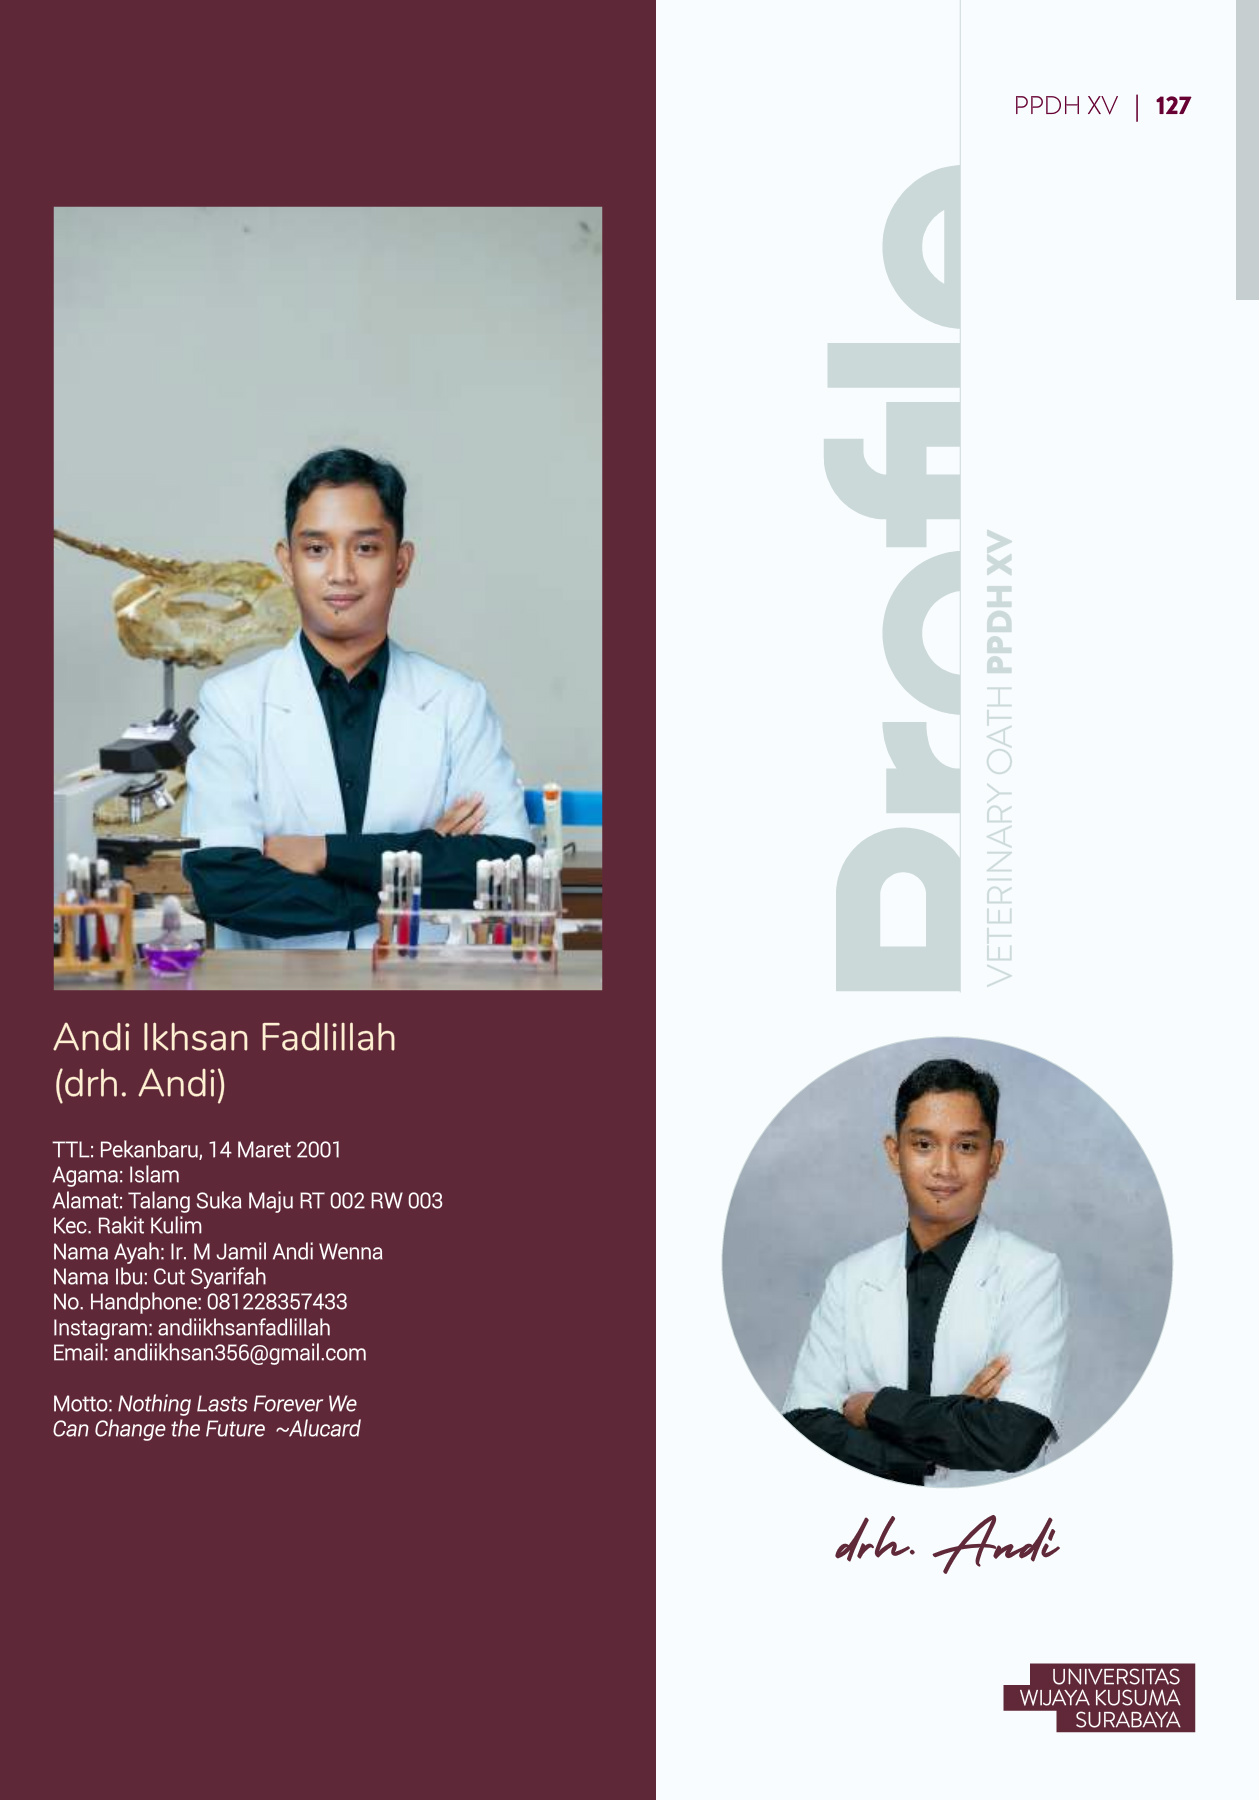 PPDH XV | 127
Profile
VETERINARY OATH PPDH XV
Andi Ikhsan Fadlillah
(drh. Andi)
TTL: Pekanbaru, 14 Maret 2001
Agama: Islam
Alamat: Talang Suka Maju RT 002 RW 003
Kec. Rakit Kulim
Nama Ayah: Ir. M Jamil Andi Wenna
Nama Ibu: Cut Syarifah
No. Handphone: 081228357433
Instagram: andiikhsanfadlillah
Email: andiikhsan356@gmail.com
Motto: Nothing Lasts Forever We
Can Change the Future ~Alucard
drh. Andi
UNIVERSITAS
WIJAYA KUSUMA
SURABAYA